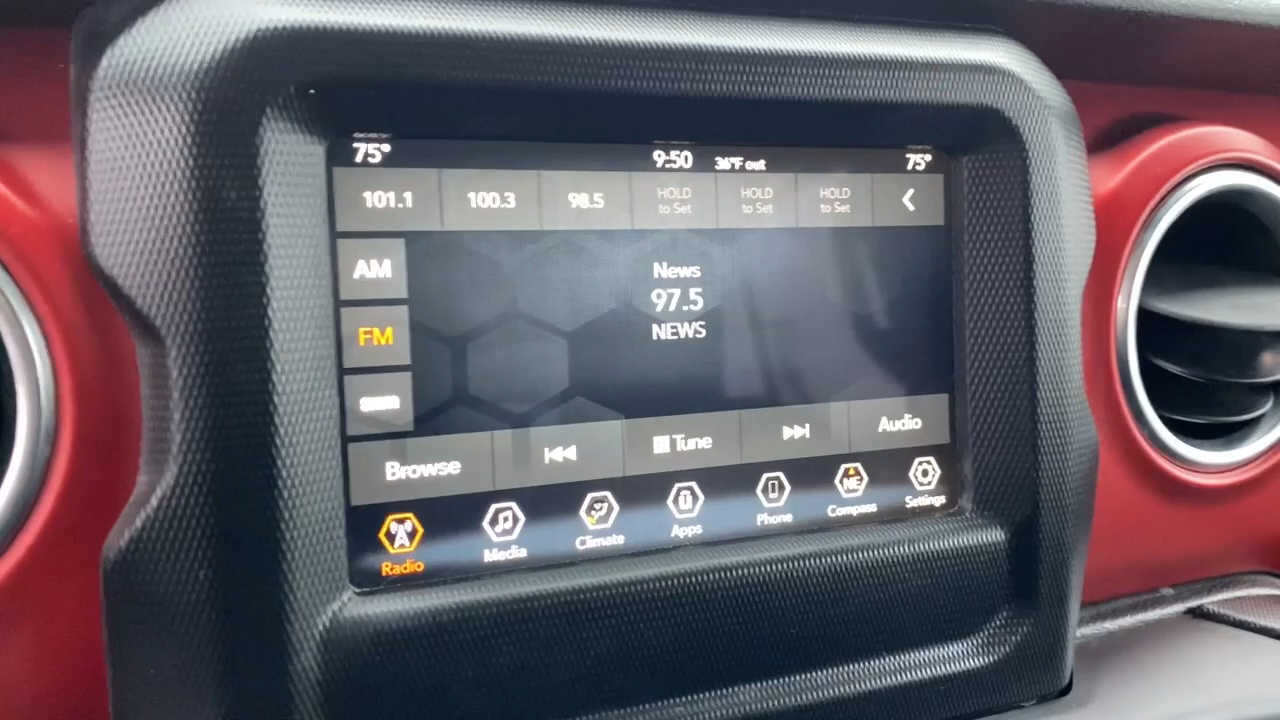 75° 9:50 36°F out 75°
101.1 100.3 98.5 HOLD to Set HOLD to Set HOLD to Set
AM
FM
News
97.5
NEWS
Browse Tune Audio
Radio Media Climate Apps Phone NE Compass Settings